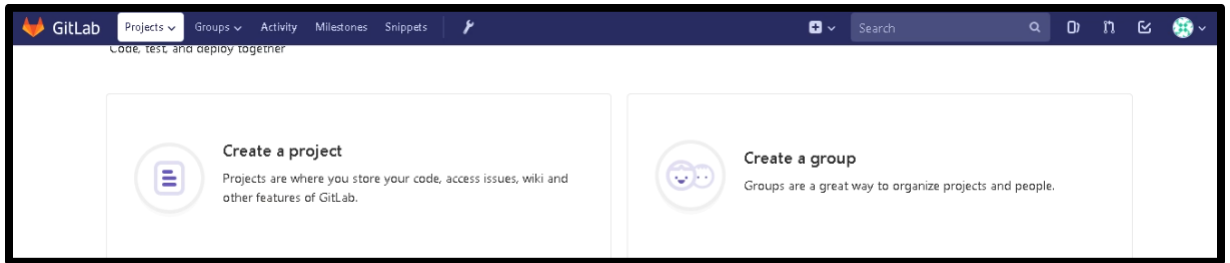 GitLab Projects Groups Activity Milestones Snippets Search
Code, test, and deploy together
Create a project
Projects are where you store your code, access issues, wiki and
other features of GitLab.
Create a group
Groups are a great way to organize projects and people.